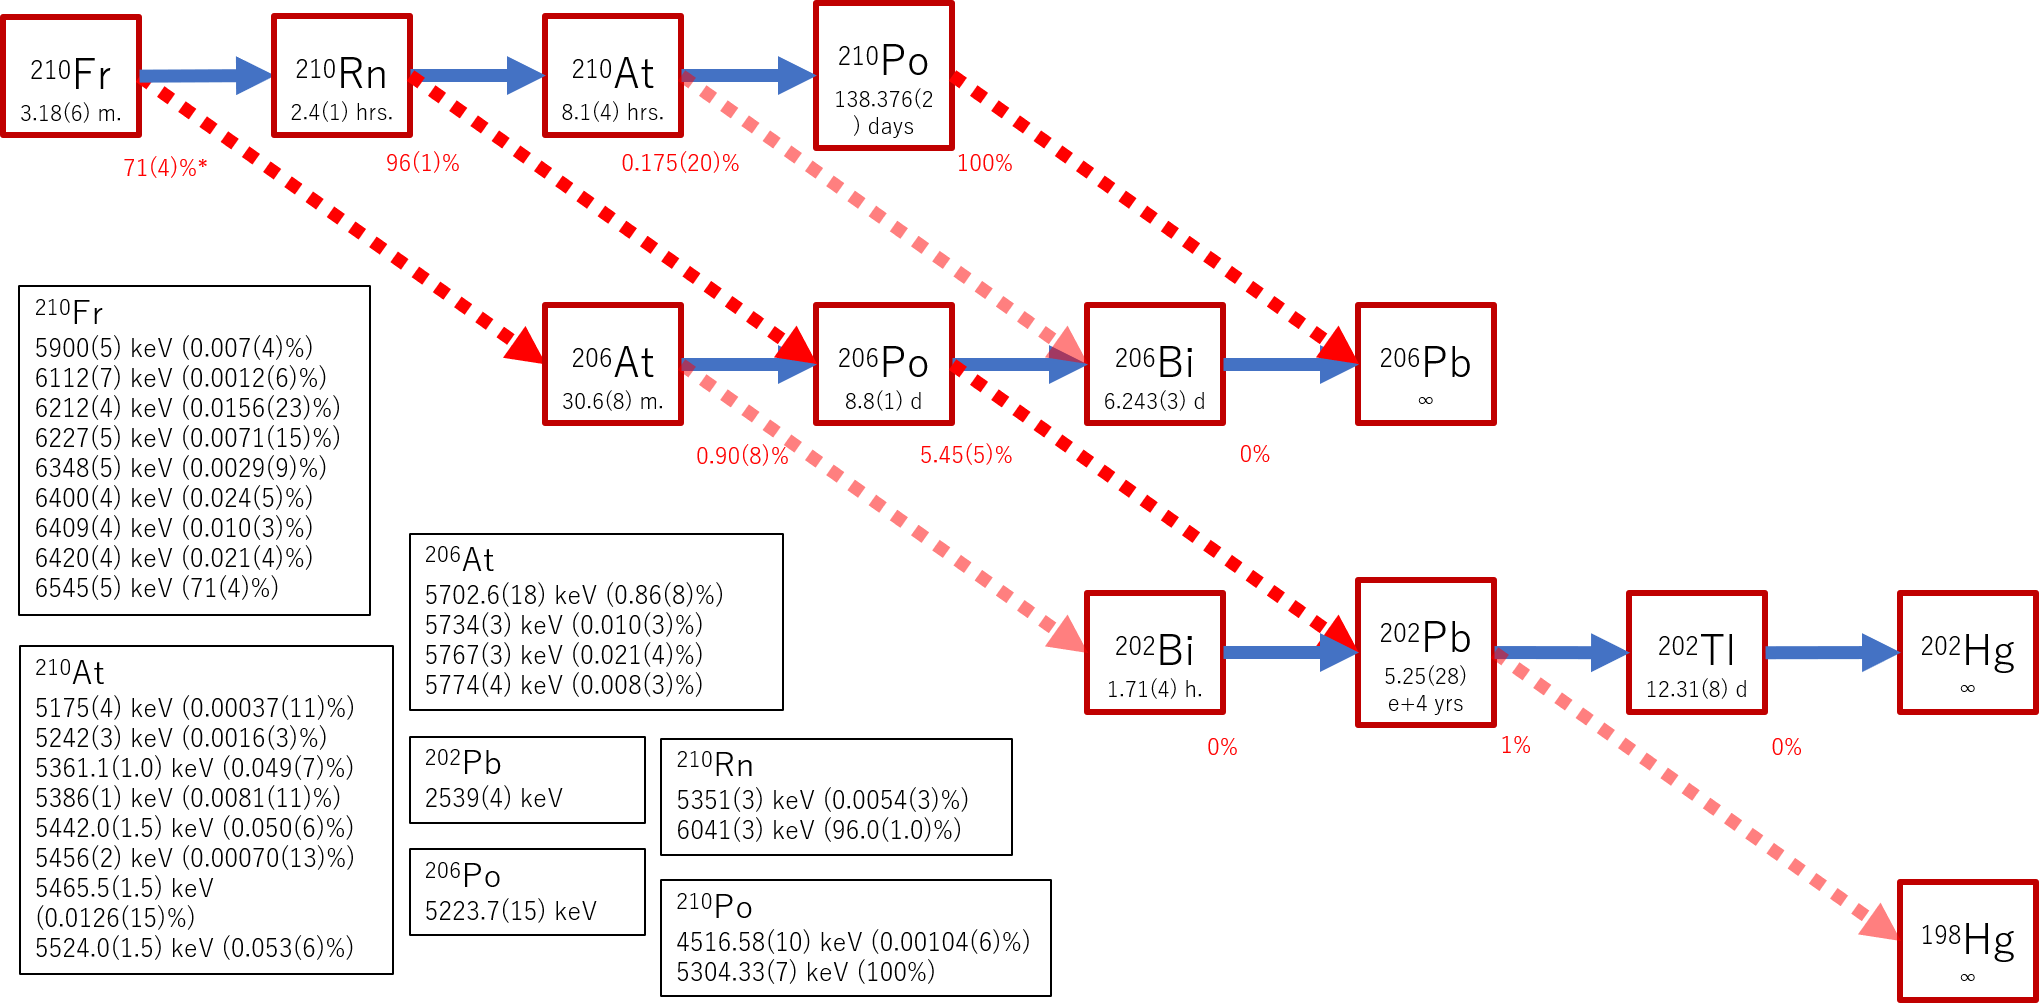 ²¹⁰Fr
3.18(6) m.
²¹⁰Rn
2.4(1) hrs.
²¹⁰At
8.1(4) hrs.
²¹⁰Po
138.376(2
) days
71(4)%*
96(1)%
0.175(20)%
100%
²⁰⁶At
30.6(8) m.
²⁰⁶Po
8.8(1) d
²⁰⁶Bi
6.243(3) d
²⁰⁶Pb
∞
0.90(8)%
5.45(5)%
0%
²⁰²Bi
1.71(4) h.
²⁰²Pb
5.25(28)
e+4 yrs
²⁰²Tl
12.31(8) d
²⁰²Hg
∞
0%
1%
0%
¹⁹⁸Hg
∞
²¹⁰Fr
5900(5) keV (0.007(4)%)
6112(7) keV (0.0012(6)%)
6212(4) keV (0.0156(23)%)
6227(5) keV (0.0071(15)%)
6348(5) keV (0.0029(9)%)
6400(4) keV (0.024(5)%)
6409(4) keV (0.010(3)%)
6420(4) keV (0.021(4)%)
6545(5) keV (71(4)%)
²¹⁰At
5175(4) keV (0.00037(11)%)
5242(3) keV (0.0016(3)%)
5361.1(1.0) keV (0.049(7)%)
5386(1) keV (0.0081(11)%)
5442.0(1.5) keV (0.050(6)%)
5456(2) keV (0.00070(13)%)
5465.5(1.5) keV
(0.0126(15)%)
5524.0(1.5) keV (0.053(6)%)
²⁰⁶At
5702.6(18) keV (0.86(8)%)
5734(3) keV (0.010(3)%)
5767(3) keV (0.021(4)%)
5774(4) keV (0.008(3)%)
²⁰²Pb
2539(4) keV
²⁰⁶Po
5223.7(15) keV
²¹⁰Rn
5351(3) keV (0.0054(3)%)
6041(3) keV (96.0(1.0)%)
²¹⁰Po
4516.58(10) keV (0.00104(6)%)
5304.33(7) keV (100%)